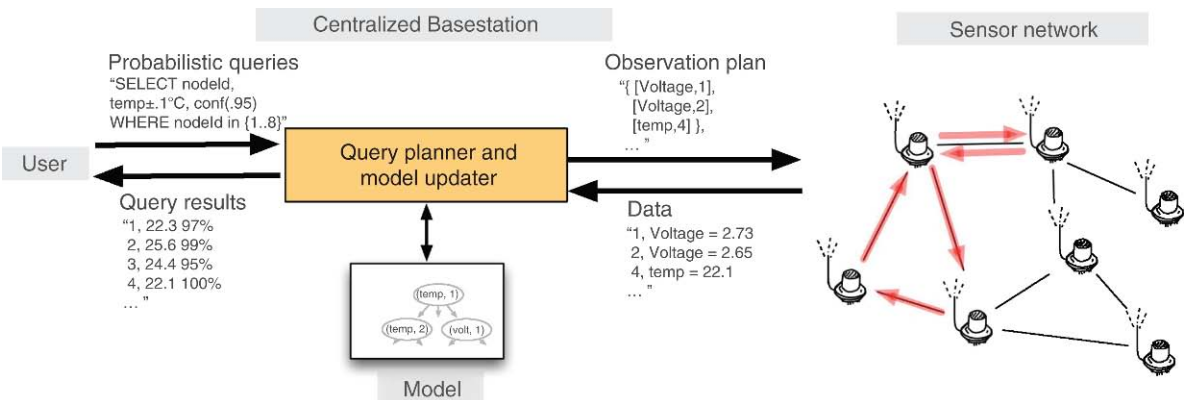 Centralized Basestation
Sensor network
Probabilistic queries
“SELECT nodeId,
temp±.1°C, conf(.95)
WHERE nodeId in {1..8}”
User
Query results
“1, 22.3 97%
2, 25.6 99%
3, 24.4 95%
4, 22.1 100%
... ”
Query planner and
model updater
(temp, 1)
(temp, 2)
(volt, 1)
Model
Observation plan
“{ [Voltage,1],
[Voltage,2],
[temp,4] },
... ”
Data
“1, Voltage = 2.73
2, Voltage = 2.65
4, temp = 22.1
... ”